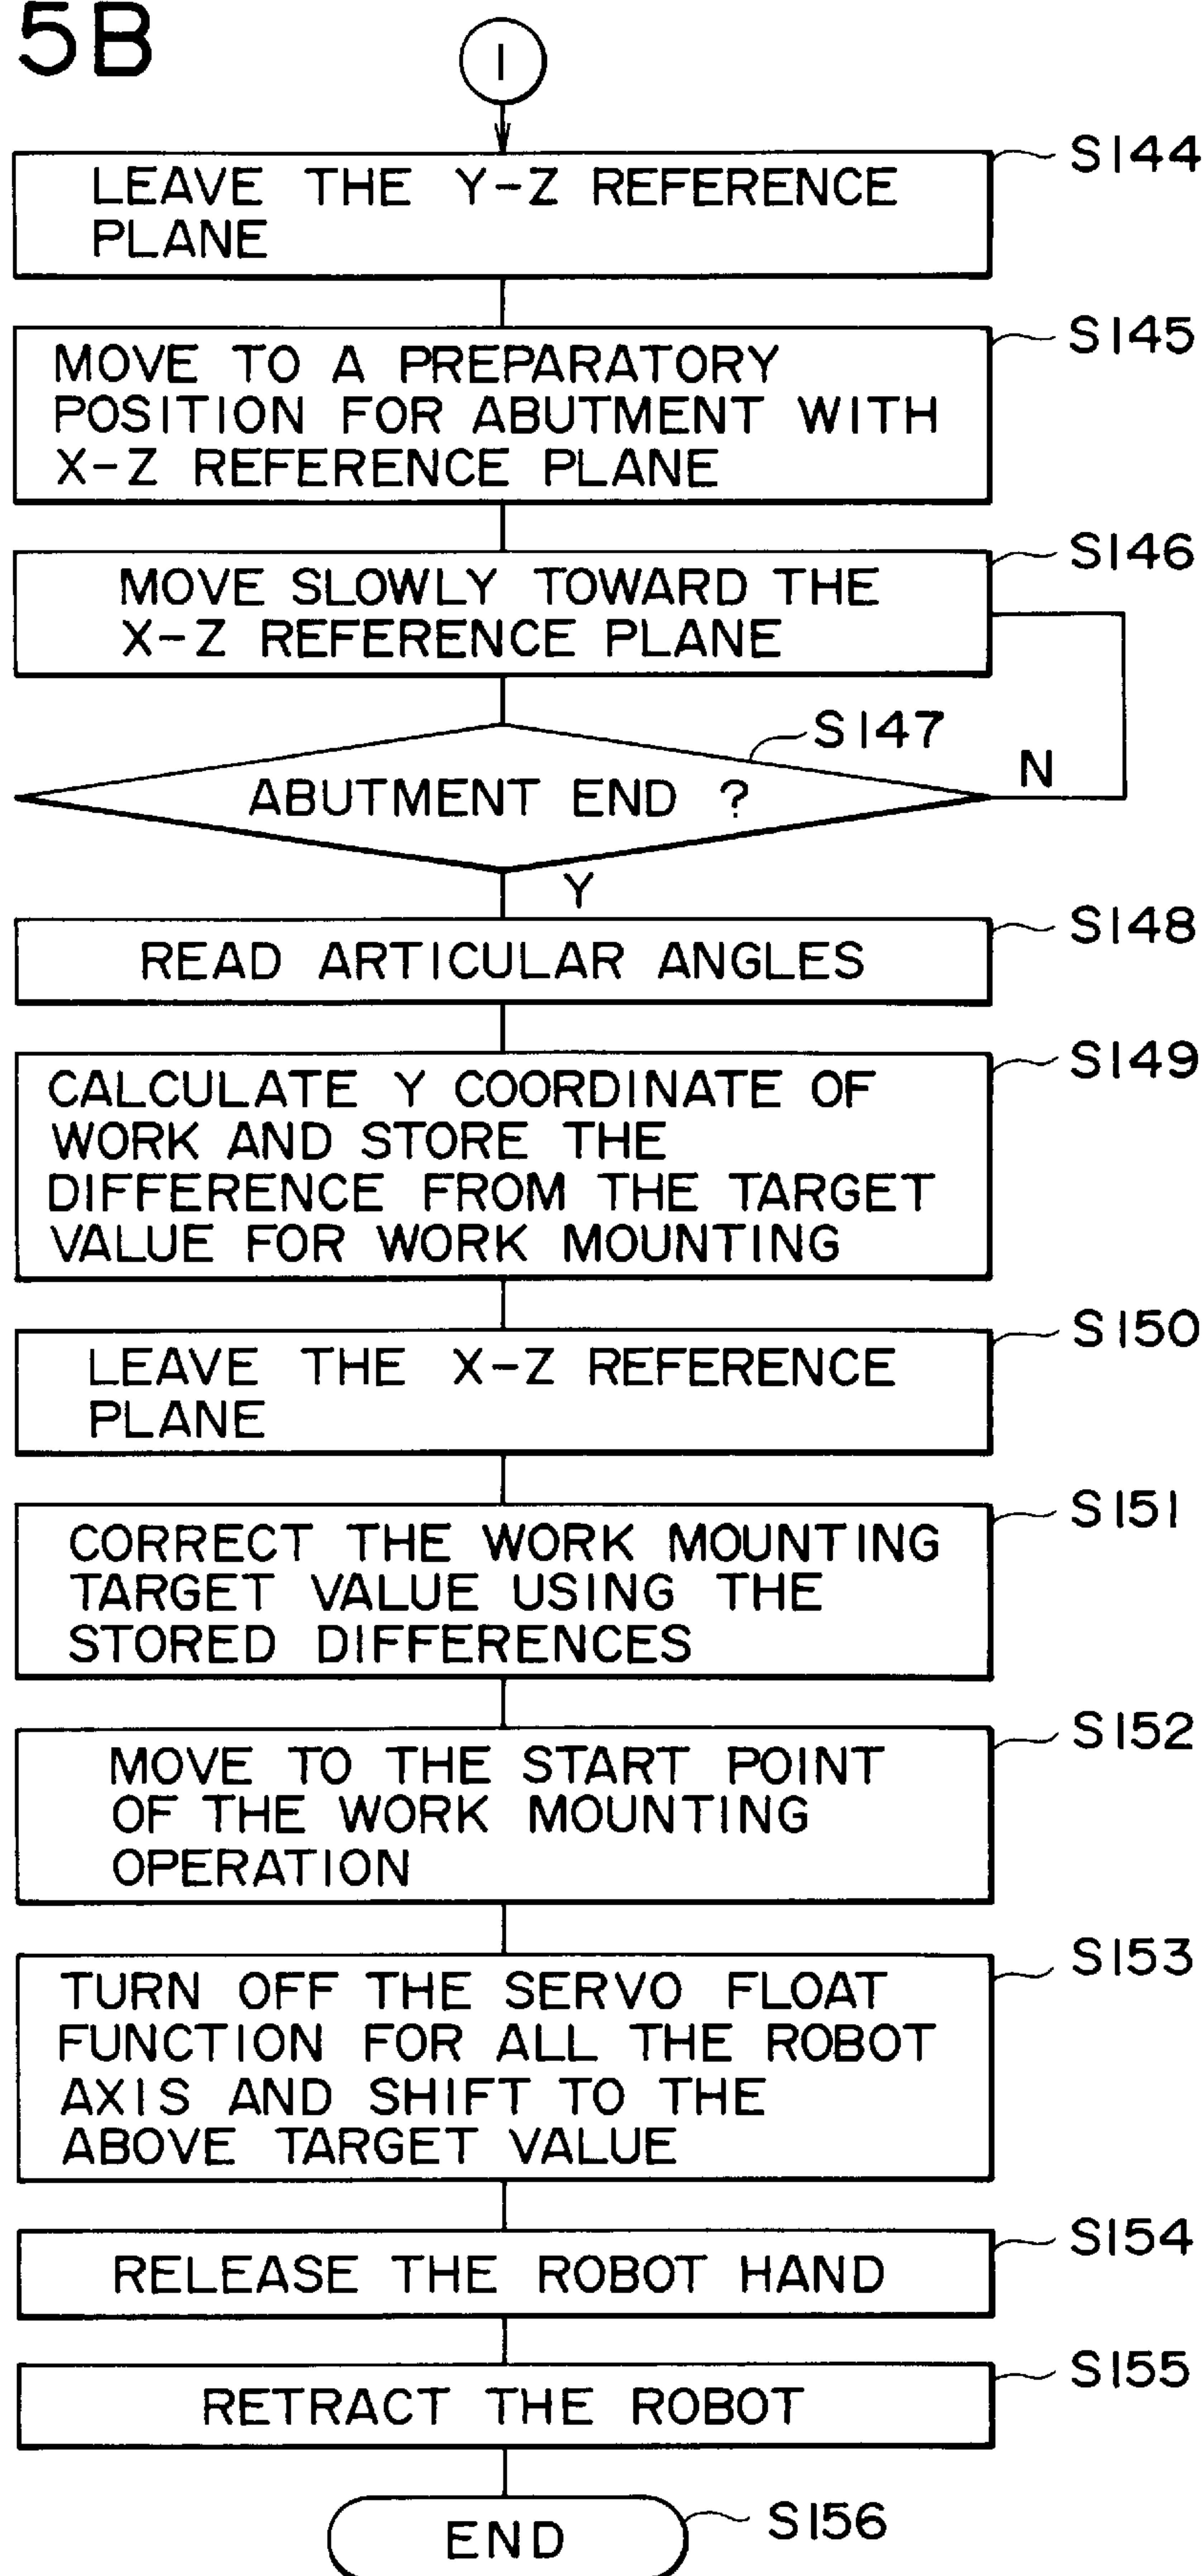 5B
1
S144
LEAVE THE Y-Z REFERENCE
PLANE
S145
MOVE TO A PREPARATORY
POSITION FOR ABUTMENT WITH
X-Z REFERENCE PLANE
S146
MOVE SLOWLY TOWARD THE
X-Z REFERENCE PLANE
S147
ABUTMENT END ?
N
Y
S148
READ ARTICULAR ANGLES
S149
CALCULATE Y COORDINATE OF
WORK AND STORE THE
DIFFERENCE FROM THE TARGET
VALUE FOR WORK MOUNTING
S150
LEAVE THE X-Z REFERENCE
PLANE
S151
CORRECT THE WORK MOUNTING
TARGET VALUE USING THE
STORED DIFFERENCES
S152
MOVE TO THE START POINT
OF THE WORK MOUNTING
OPERATION
S153
TURN OFF THE SERVO FLOAT
FUNCTION FOR ALL THE ROBOT
AXIS AND SHIFT TO THE
ABOVE TARGET VALUE
S154
RELEASE THE ROBOT HAND
S155
RETRACT THE ROBOT
S156
END